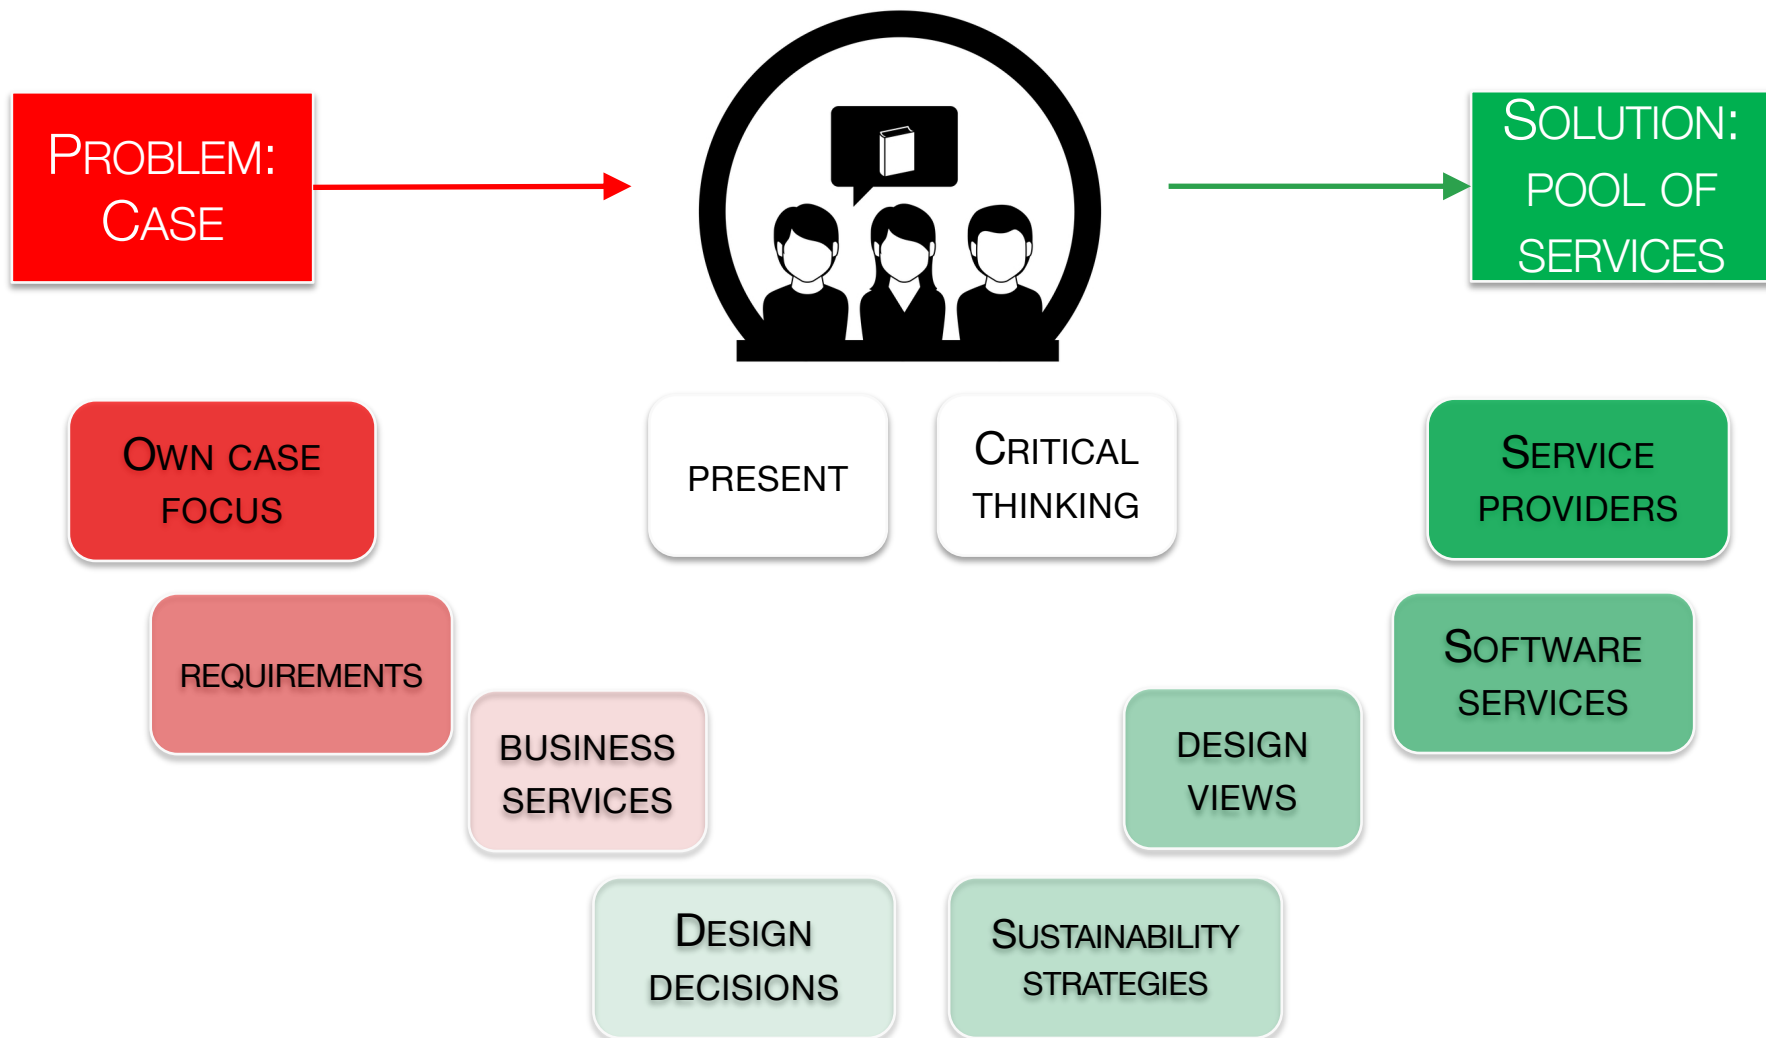 PROBLEM:
CASE
SOLUTION:
POOL OF
SERVICES
OWN CASE
FOCUS
PRESENT
CRITICAL
THINKING
SERVICE
PROVIDERS
REQUIREMENTS
SOFTWARE
SERVICES
BUSINESS
SERVICES
DESIGN
VIEWS
DESIGN
DECISIONS
SUSTAINABILITY
STRATEGIES